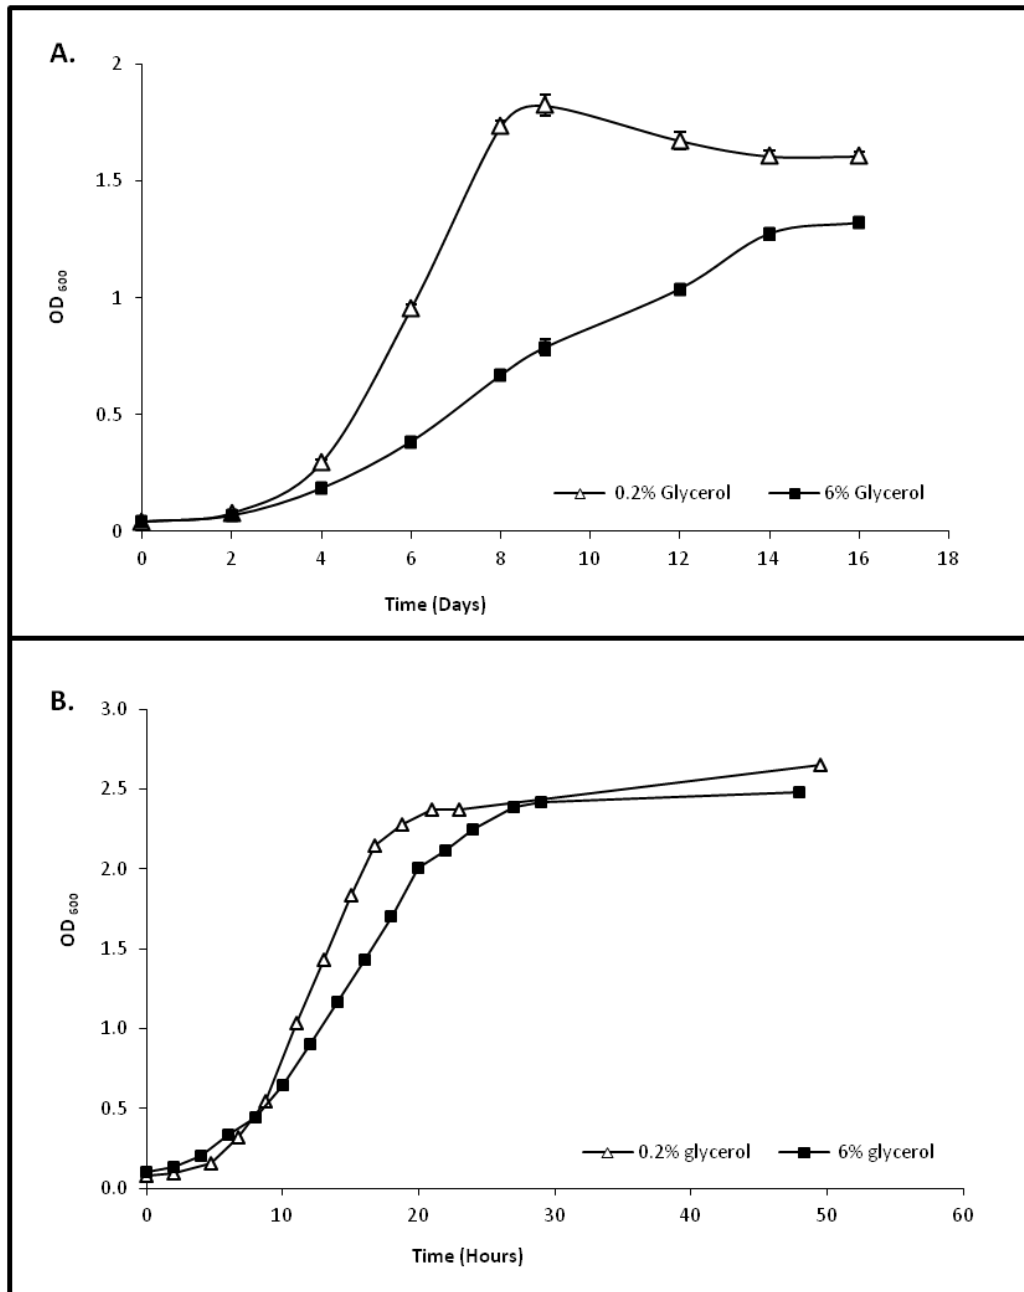 A.
2
1.5
1
0.5
0
OD 600
0.2% Glycerol 6% Glycerol
0 2 4 6 8 10 12 14 16 18
Time (Days)
B.
3.0
2.5
2.0
1.5
1.0
0.5
0.0
OD 600
0.2% glycerol 6% glycerol
0 10 20 30 40 50 60
Time (Hours)